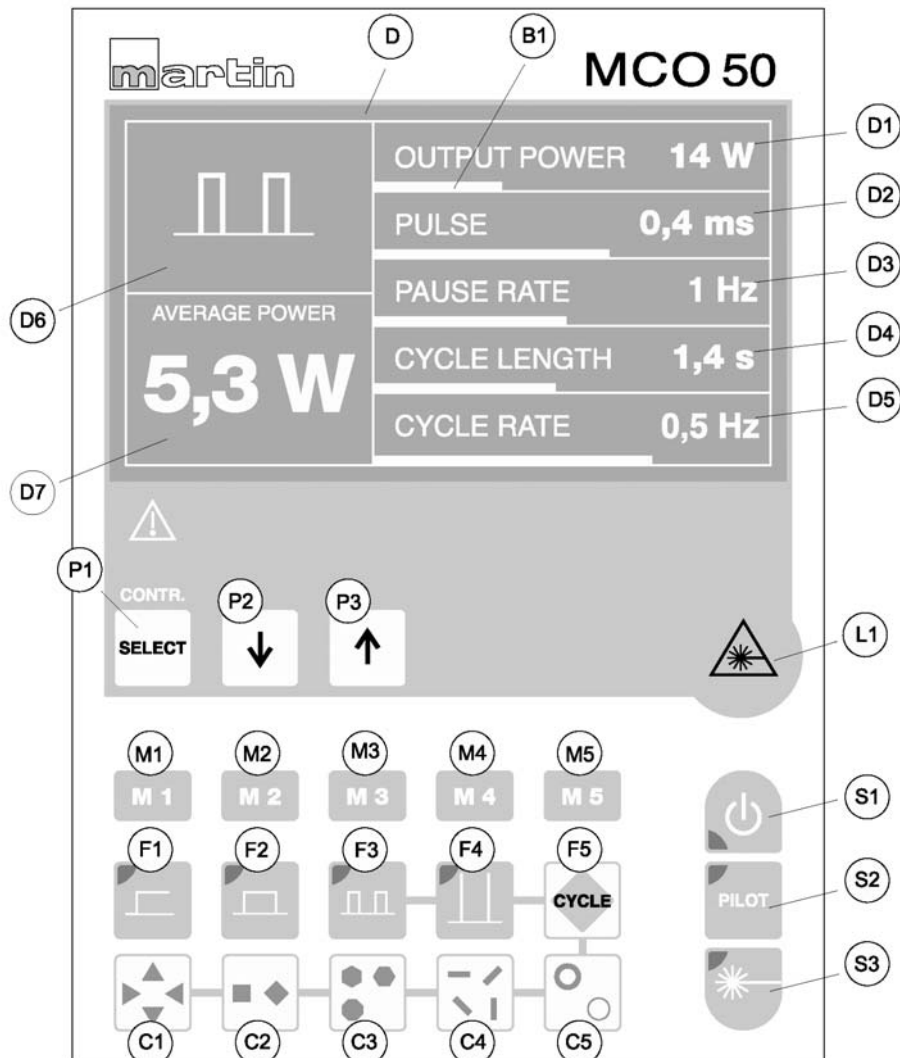 D
B1
martin
MCO 50
OUTPUT POWER 14 W
D1
PULSE 0,4 ms
D2
PAUSE RATE 1 Hz
D3
D6
AVERAGE POWER
5,3 W
CYCLE LENGTH 1,4 s
D4
CYCLE RATE 0,5 Hz
D5
D7
P1
CONTR.
SELECT
P2
P3
L1
M1 M2 M3 M4 M5
M 1 M 2 M 3 M 4 M 5
S1
F1 F2 F3 F4 F5
CYCLE
PILOT
S2
S3
C1 C2 C3 C4 C5